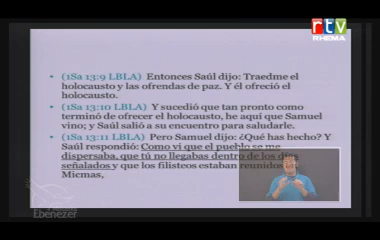 rtv
RHEMA
• (1Sa 13:9 LBLA) Entonces Saúl dijo: Traedme el
holocausto y las ofrendas de paz. Y él ofreció el
holocausto.
• (1Sa 13:10 LBLA) Y sucedió que tan pronto como
terminó de ofrecer el holocausto, he aquí que Samuel
vino; y Saúl salió a su encuentro para saludarle.
• (1Sa 13:11 LBLA) Pero Samuel dijo: ¿Qué has hecho? Y
Saúl respondió: Como vi que el pueblo se me
dispersaba, que tú no llegabas dentro de los días
señalados y que los filisteos estaban reunidos en
Micmas,
Ebenezer